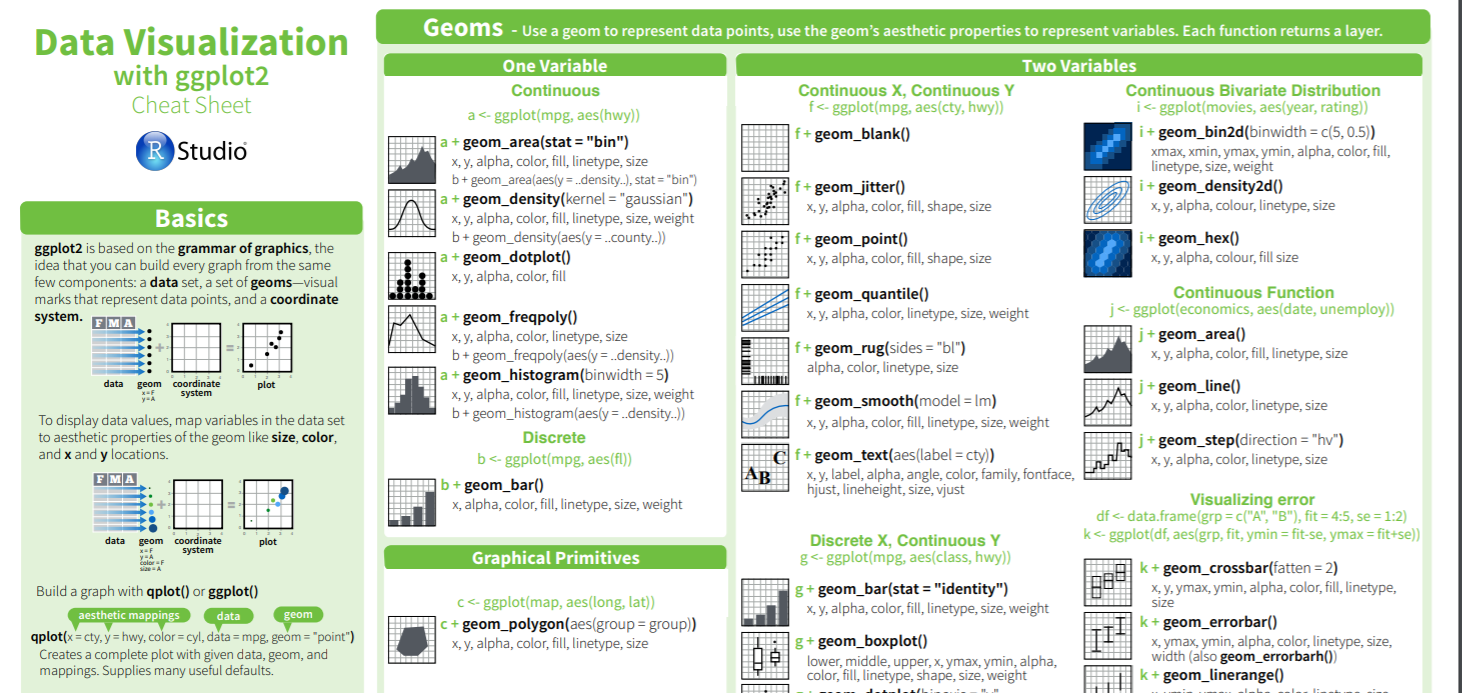 Data Visualization
with ggplot2
Cheat Sheet
R Studio®
Basics
ggplot2 is based on the grammar of graphics, the
idea that you can build every graph from the same
few components: a data set, a set of geoms—visual
marks that represent data points, and a coordinate
system.
F M A
+ =
data geom coordinate system plot
x = F
y = A
To display data values, map variables in the data set
to aesthetic properties of the geom like size, color,
and x and y locations.
F M A
+ =
data geom coordinate system plot
x = F
y = A
color = F
size = A
Build a graph with qplot() or ggplot()
aesthetic mappings data geom
qplot(x = cty, y = hwy, color = cyl, data = mpg, geom = "point")
Creates a complete plot with given data, geom, and
mappings. Supplies many useful defaults.
Geoms - Use a geom to represent data points, use the geom's aesthetic properties to represent variables. Each function returns a layer.
One Variable
Continuous
a <- ggplot(mpg, aes(hwy))
a + geom_area(stat = "bin")
x, y, alpha, color, fill, linetype, size
b + geom_area(aes(y = ..density..), stat = "bin")
a + geom_density(kernel = "gaussian")
x, y, alpha, color, fill, linetype, size, weight
b + geom_density(aes(y = ..county..))
a + geom_dotplot()
x, y, alpha, color, fill
a + geom_freqpoly()
x, y, alpha, color, linetype, size
b + geom_freqpoly(aes(y = ..density..))
a + geom_histogram(binwidth = 5)
x, y, alpha, color, fill, linetype, size, weight
b + geom_histogram(aes(y = ..density..))
Discrete
b <- ggplot(mpg, aes(fl))
b + geom_bar()
x, alpha, color, fill, linetype, size, weight
Graphical Primitives
c <- ggplot(map, aes(long, lat))
c + geom_polygon(aes(group = group))
x, y, alpha, color, fill, linetype, size
Two Variables
Continuous X, Continuous Y
f <- ggplot(mpg, aes(cty, hwy))
f + geom_blank()
f + geom_jitter()
x, y, alpha, color, fill, shape, size
f + geom_point()
x, y, alpha, color, fill, shape, size
f + geom_quantile()
x, y, alpha, color, linetype, size, weight
f + geom_rug(sides = "bl")
alpha, color, linetype, size
f + geom_smooth(model = lm)
x, y, alpha, color, fill, linetype, size, weight
C
AB
f + geom_text(aes(label = cty))
x, y, label, alpha, angle, color, family, fontface,
hjust, lineheight, size, vjust
Discrete X, Continuous Y
g <- ggplot(mpg, aes(class, hwy))
g + geom_bar(stat = "identity")
x, y, alpha, color, fill, linetype, size, weight
g + geom_boxplot()
lower, middle, upper, x, ymax, ymin, alpha,
color, fill, linetype, shape, size, weight
Continuous Bivariate Distribution
i <- ggplot(movies, aes(year, rating))
i + geom_bin2d(binwidth = c(5, 0.5))
xmax, xmin, ymax, ymin, alpha, color, fill,
linetype, size, weight
i + geom_density2d()
x, y, alpha, colour, linetype, size
i + geom_hex()
x, y, alpha, colour, fill size
Continuous Function
j <- ggplot(economics, aes(date, unemploy))
j + geom_area()
x, y, alpha, color, fill, linetype, size
j + geom_line()
x, y, alpha, color, linetype, size
j + geom_step(direction = "hv")
x, y, alpha, color, linetype, size
Visualizing error
df <- data.frame(grp = c("A", "B"), fit = 4:5, se = 1:2)
k <- ggplot(df, aes(grp, fit, ymin = fit-se, ymax = fit+se))
k + geom_crossbar(fatten = 2)
x, y, ymax, ymin, alpha, color, fill, linetype,
size
k + geom_errorbar()
x, ymax, ymin, alpha, color, linetype, size,
width (also geom_errorbarh())
k + geom_linerange()